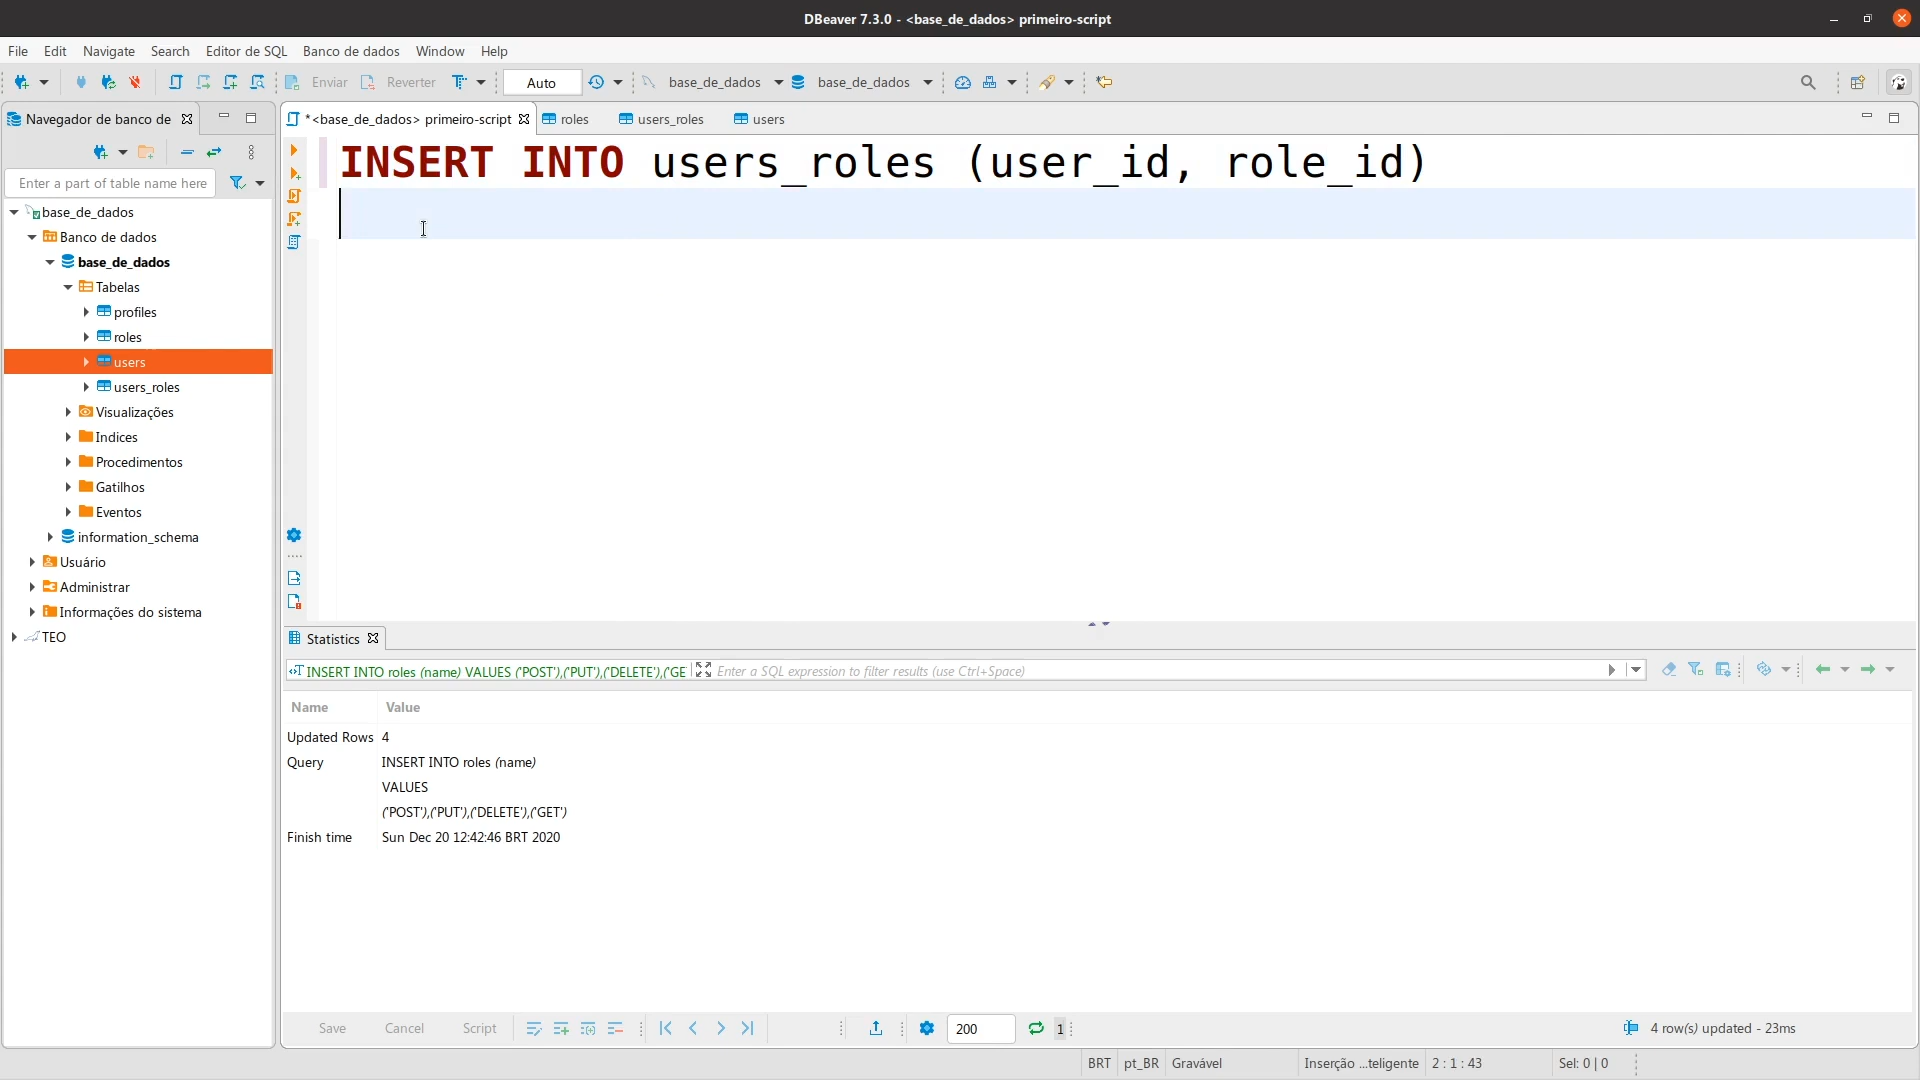 DBeaver 7.3.0 - <base_de_dados> primeiro-script
File Edit Navigate Search Editor de SQL Banco de dados Window Help
Enviar Reverter Auto base_de_dados base_de_dados
Navegador de banco de
*<base_de_dados> primeiro-script roles users_roles users
Enter a part of table name here
base_de_dados
Banco de dados
base_de_dados
Tabelas
profiles
roles
users
users_roles
Visualizações
Indices
Procedimentos
Gatilhos
Eventos
information_schema
Usuário
Administrar
Informações do sistema
TEO
INSERT INTO users_roles (user_id, role_id)
Statistics
INSERT INTO roles (name) VALUES ('POST'),('PUT'),('DELETE'),('GE
Enter a SQL expression to filter results (use Ctrl+Space)
Name Value
Updated Rows 4
Query INSERT INTO roles (name)
VALUES
('POST'),('PUT'),('DELETE'),('GET')
Finish time Sun Dec 20 12:42:46 BRT 2020
Save Cancel Script 200 1 4 row(s) updated - 23ms
BRT pt_BR Gravável Inserção ...teligente 2 : 1 : 43 Sel: 0 | 0